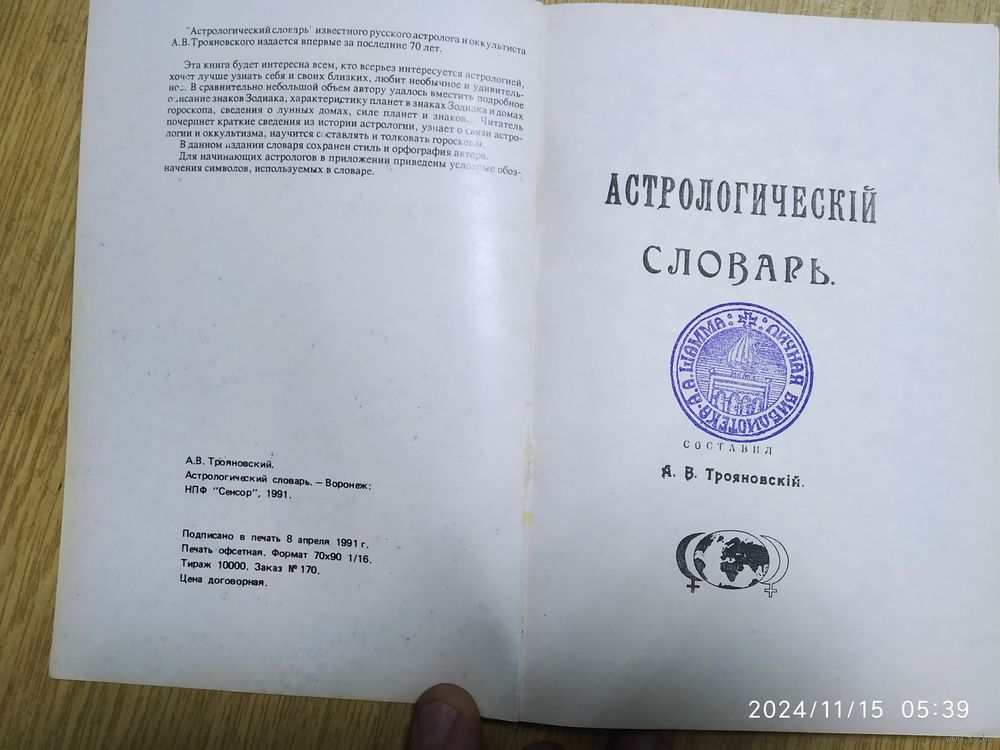 "Астрологический словарь" известного русского астролога и оккультиста
А.В.Трояновского издается впервые за последние 70 лет.
Эта книга будет интересна всем, кто всерьез интересуется астрологией,
хочет лучше узнать себя и своих близких, любит необычное и удивитель-
ное. В сравнительно небольшой объем автору удалось вместить подробное
описание знаков Зодиака, характеристику планет в знаках Зодиака и домах
гороскопа, сведения о лунных домах, силе планет и знаков... Читатель
почерпнет краткие сведения из истории астрологии, узнает о связи астро-
логии и оккультизма, научится составлять и толковать гороскопы.
В данном издании словаря сохранен стиль и орфография автора.
Для начинающих астрологов в приложении приведены условные обоз-
начения символов, используемых в словаре.
А.В. Трояновский.
Астрологический словарь. — Воронеж:
НПФ "Сенсор", 1991.
Подписано в печать 8 апреля 1991 г.
Печать офсетная. Формат 70х90 1/16.
Тираж 10000. Заказ № 170.
Цена договорная.
АСТРОЛОГИЧЕСКІЙ
СЛОВАРЬ.
ЛИЧНАЯ БИБЛИОТЕКА А.А.ШАММА
СОСТАВИЛ
А. В. Трояновскій.
2024/11/15 05:39